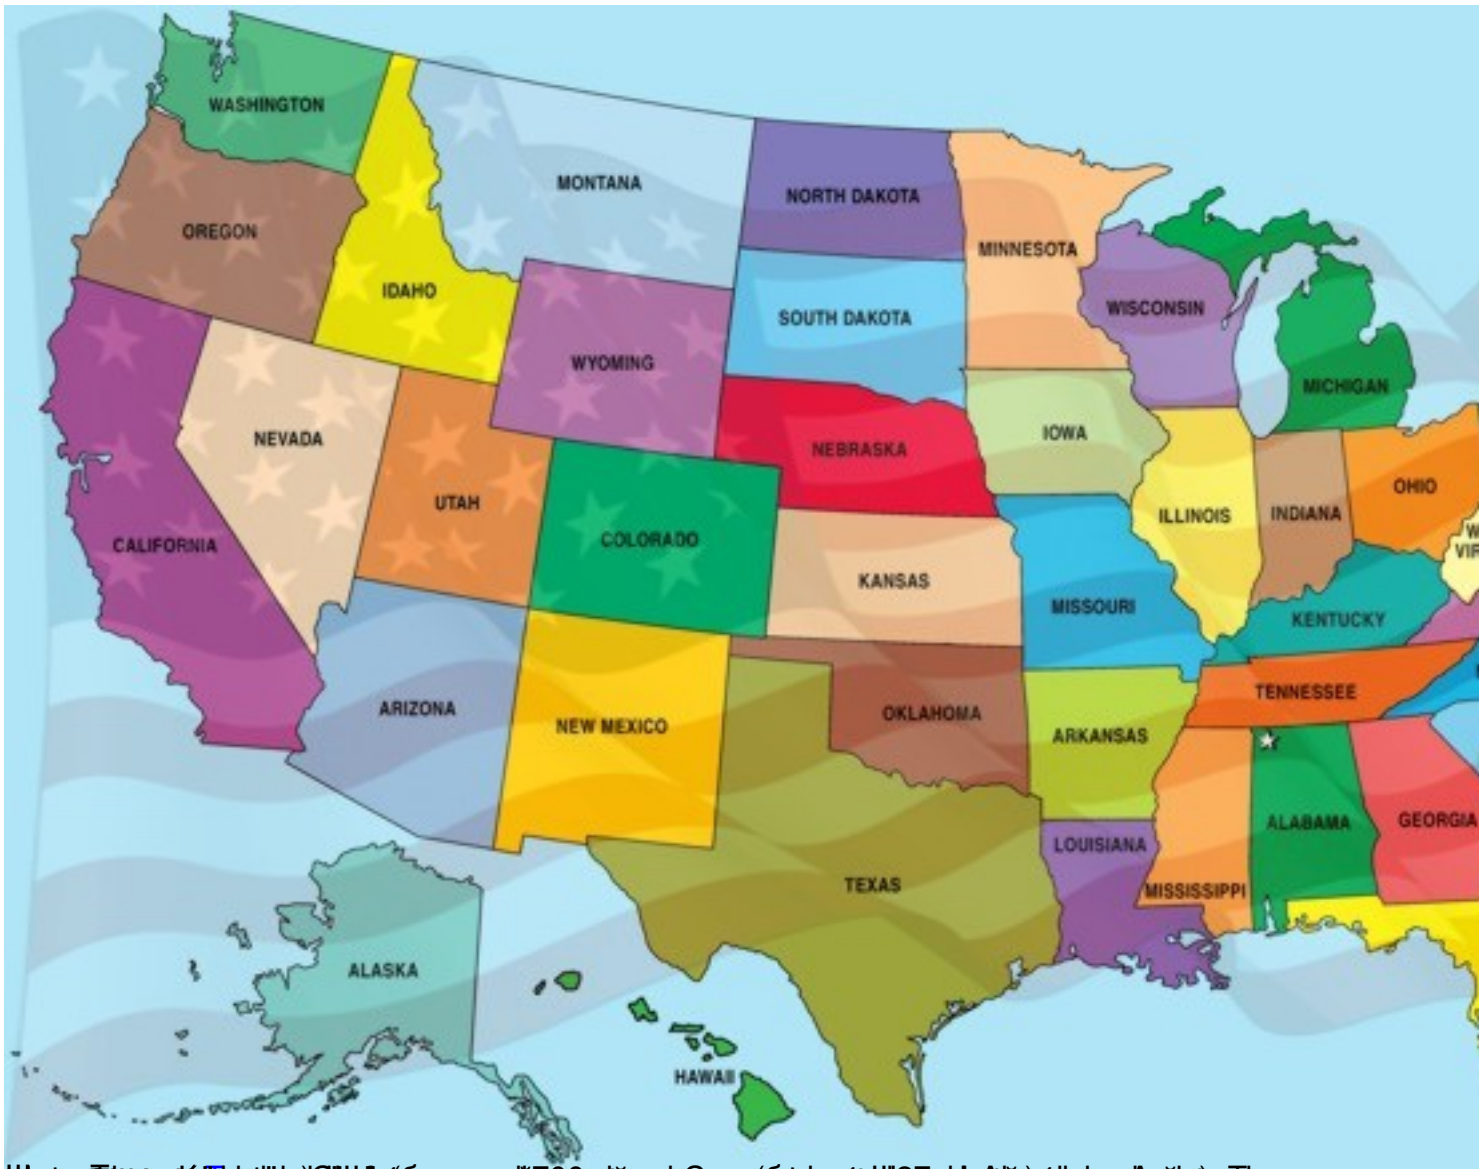 WASHINGTON
MONTANA
NORTH DAKOTA
OREGON
MINNESOTA
IDAHO
WISCONSIN
SOUTH DAKOTA
WYOMING
MICHIGAN
NEVADA
IOWA
NEBRASKA
OHIO
UTAH
ILLINOIS
INDIANA
COLORADO
CALIFORNIA
KANSAS
MISSOURI
KENTUCKY
TENNESSEE
ARIZONA
OKLAHOMA
NEW MEXICO
ARKANSAS
ALABAMA
GEORGIA
LOUISIANA
TEXAS
MISSISSIPPI
ALASKA
HAWAII